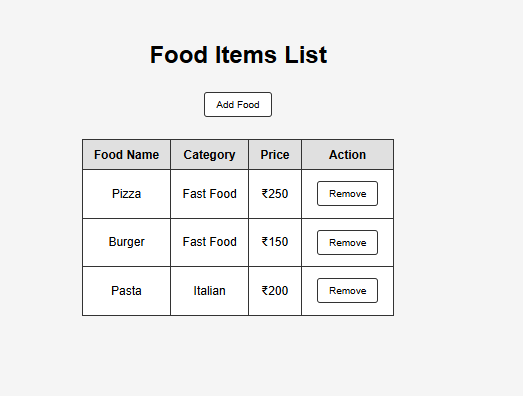 Food Items List
Add Food
Food Name Category Price Action
Pizza Fast Food ₹250 Remove
Burger Fast Food ₹150 Remove
Pasta Italian ₹200 Remove